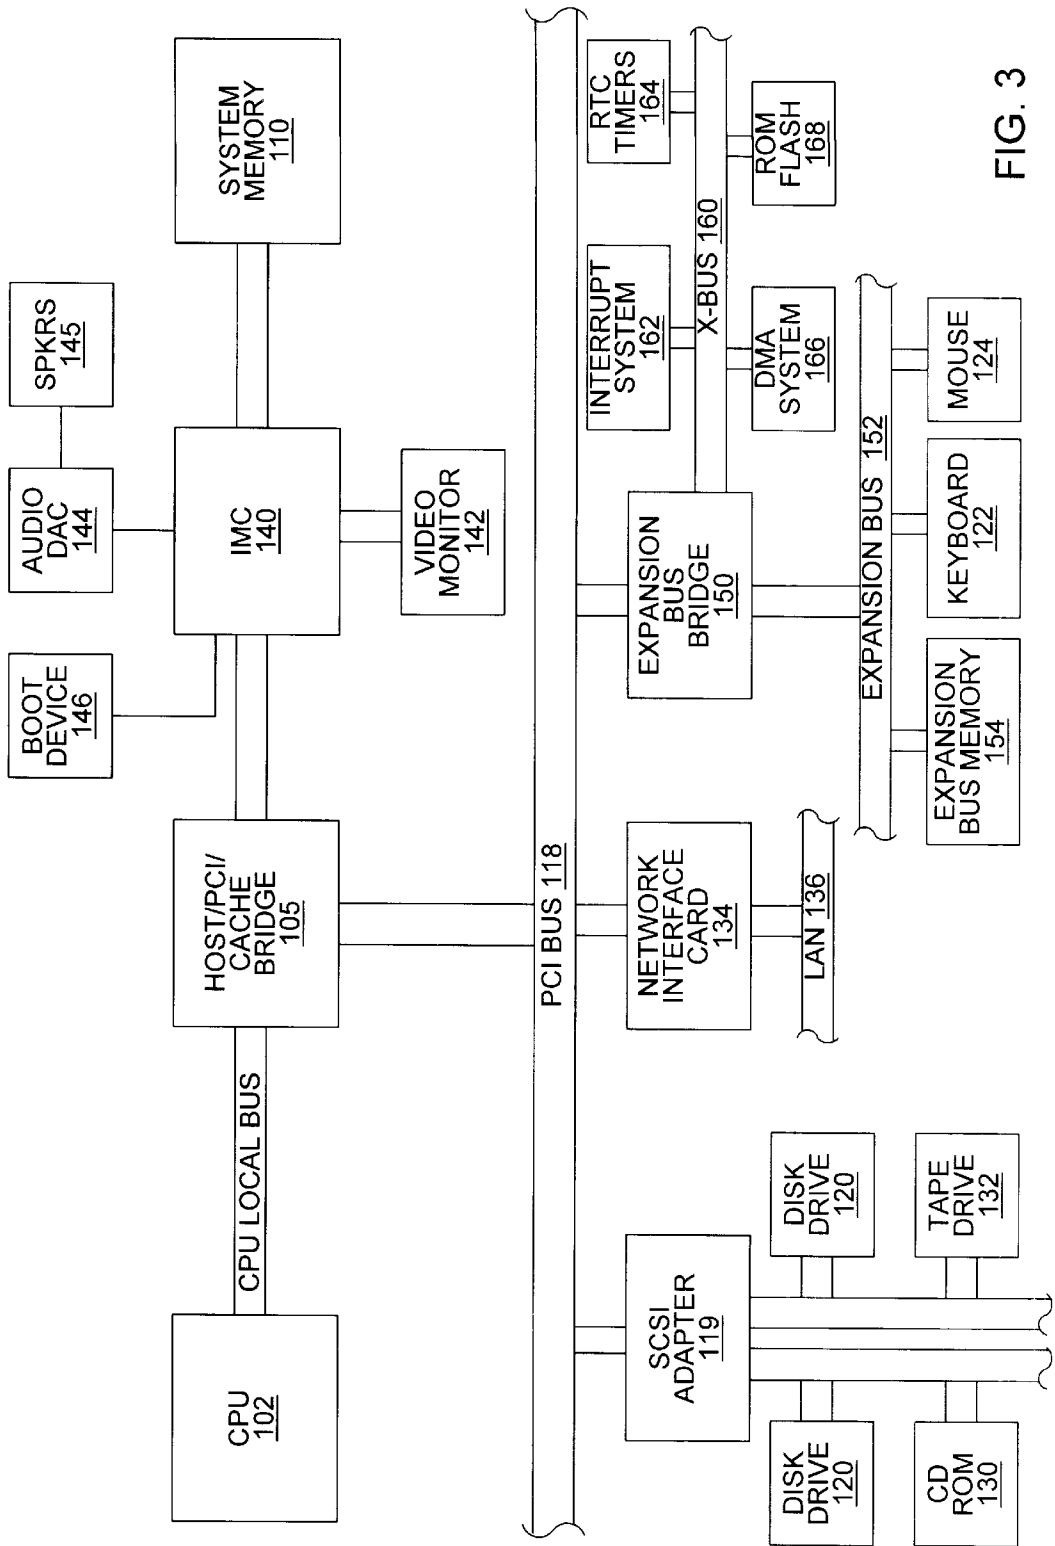 SPKRS
145
BOOT
DEVICE
146
AUDIO
DAC
144
CPU
102
CPU LOCAL BUS
HOST/PCI/
CACHE
BRIDGE
105
IMC
140
SYSTEM
MEMORY
110
VIDEO
MONITOR
142
PCI BUS 118
SCSI
ADAPTER
119
NETWORK
INTERFACE
CARD
134
EXPANSION
BUS
BRIDGE
150
INTERRUPT
SYSTEM
162
RTC
TIMERS
164
X-BUS 160
DMA
SYSTEM
166
ROM
FLASH
168
DISK
DRIVE
120
DISK
DRIVE
120
LAN 136
EXPANSION BUS 152
CD
ROM
130
TAPE
DRIVE
132
EXPANSION
BUS MEMORY
154
KEYBOARD
122
MOUSE
124
FIG. 3